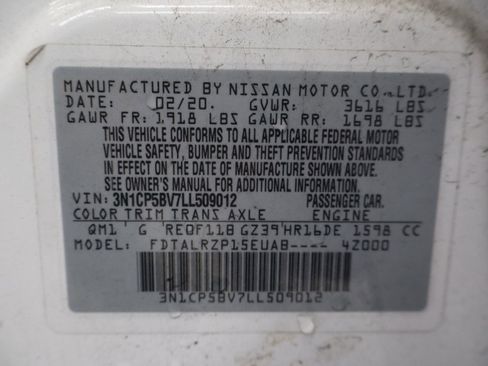 MANUFACTURED BY NISSAN MOTOR CO., LTD.
DATE: 02/20. GVWR: 3616 LBS
GAWR FR: 1918 LBS GAWR RR: 1698 LBS
THIS VEHICLE CONFORMS TO ALL APPLICABLE FEDERAL MOTOR
VEHICLE SAFETY, BUMPER AND THEFT PREVENTION STANDARDS
IN EFFECT ON THE DATE OF MANUFACTURE SHOWN ABOVE.
SEE OWNER'S MANUAL FOR ADDITIONAL INFORMATION.
VIN: 3N1CP5BV7LL509012 PASSENGER CAR.
COLOR TRIM TRANS AXLE ENGINE
QM1 G RE0F11B GZ39 HR16DE 1598 CC
MODEL: FDTALRZP15EUAB---- 4Z000
3N1CP5BV7LL509012